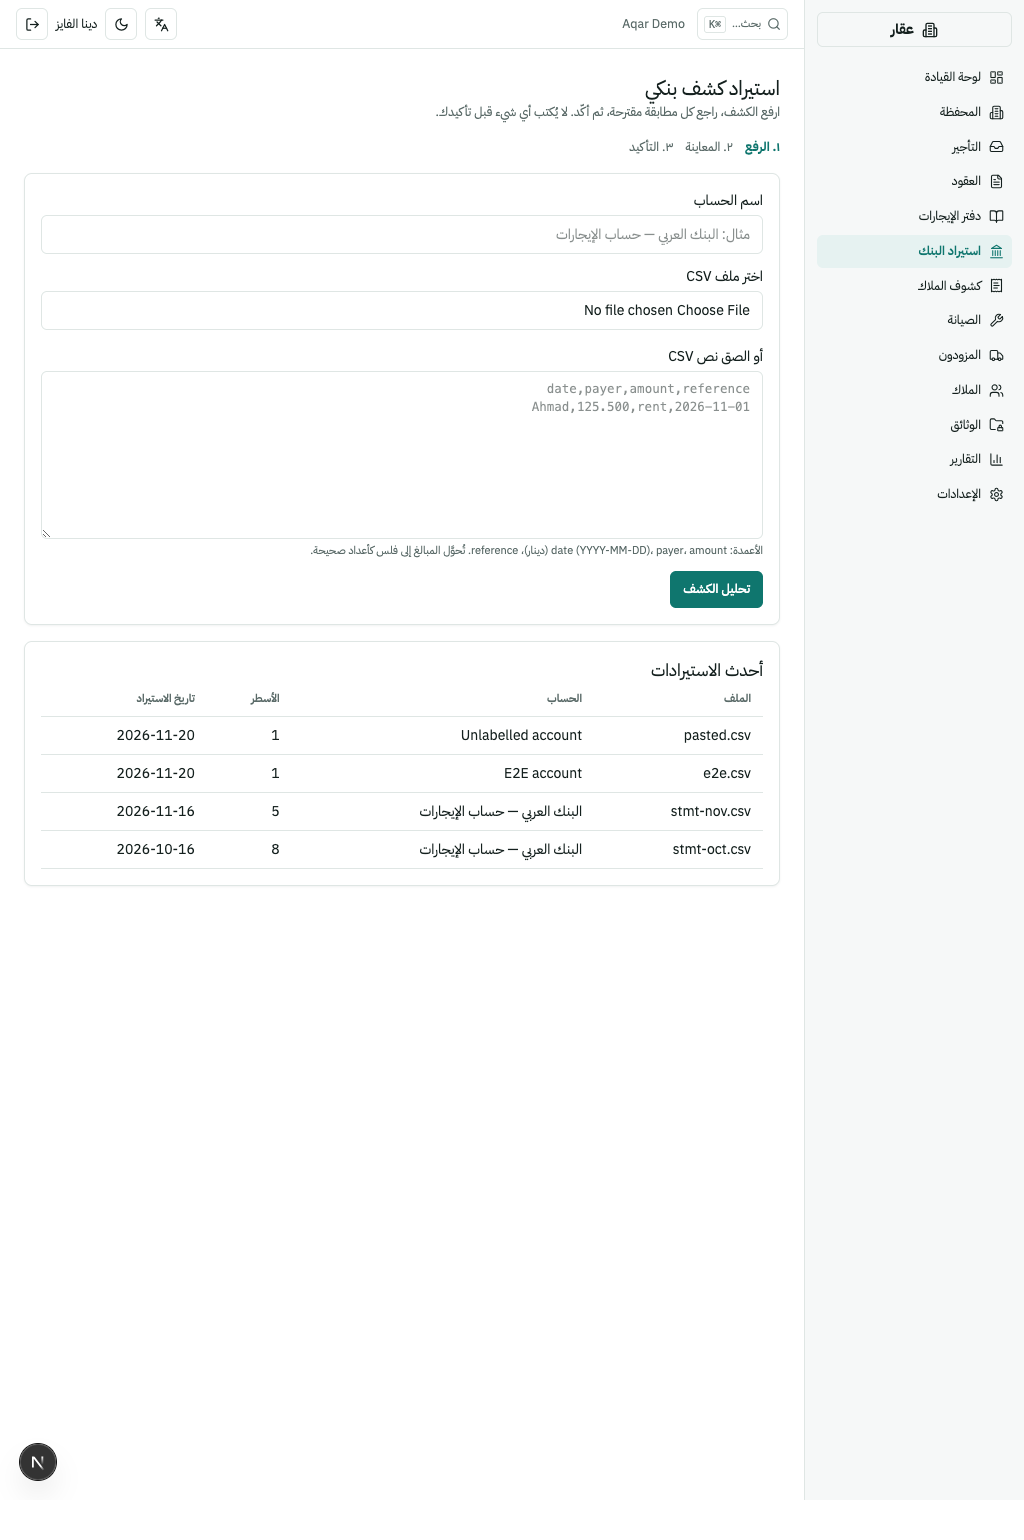 عقار
لوحة القيادة
المحفظة
التأجير
العقود
دفتر الإيجارات
استيراد البنك
كشوف الملاك
الصيانة
المزودون
الملاك
الوثائق
التقارير
الإعدادات
بحث... ⌘K
Aqar Demo
دينا الفايز
استيراد كشف بنكي
ارفع الكشف، راجع كل مطابقة مقترحة، ثم أكّد. لا يُكتب أي شيء قبل تأكيدك.
١. الرفع ٢. المعاينة ٣. التأكيد
اسم الحساب
مثال: البنك العربي — حساب الإيجارات
اختر ملف CSV
Choose File No file chosen
أو الصق نص CSV
date,payer,amount,reference
2026-11-01,Ahmad,125.500,rent
الأعمدة: date (YYYY-MM-DD)، payer، amount (دينار)، reference. تُحوَّل المبالغ إلى فلس كأعداد صحيحة.
تحليل الكشف
أحدث الاستيرادات
الملف الحساب الأسطر تاريخ الاستيراد
pasted.csv Unlabelled account 1 2026-11-20
e2e.csv E2E account 1 2026-11-20
stmt-nov.csv البنك العربي — حساب الإيجارات 5 2026-11-16
stmt-oct.csv البنك العربي — حساب الإيجارات 8 2026-10-16
N